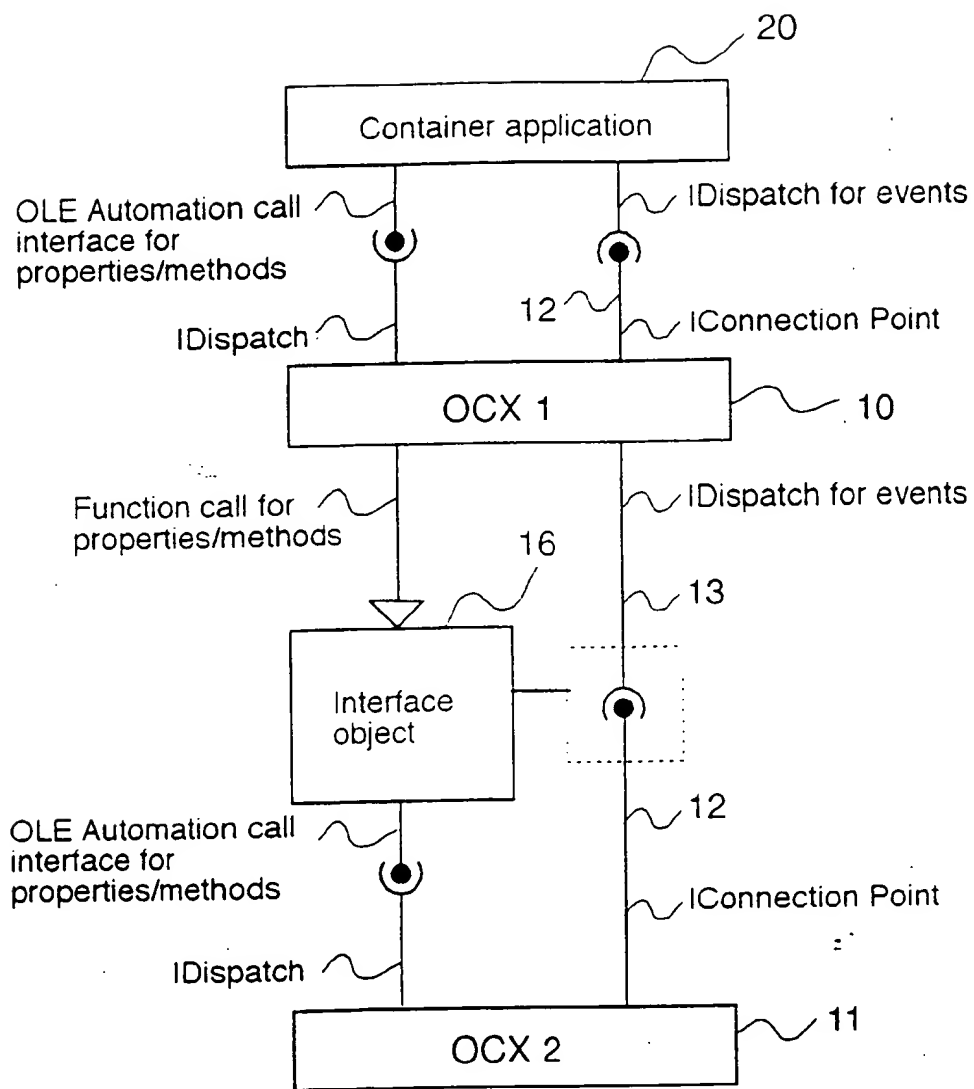 20
Container application
OLE Automation call
interface for
properties/methods
IDispatch for events
12
IDispatch
IConnection Point
OCX 1
10
Function call for
properties/methods
IDispatch for events
16
13
Interface
object
12
OLE Automation call
interface for
properties/methods
IConnection Point
IDispatch
11
OCX 2